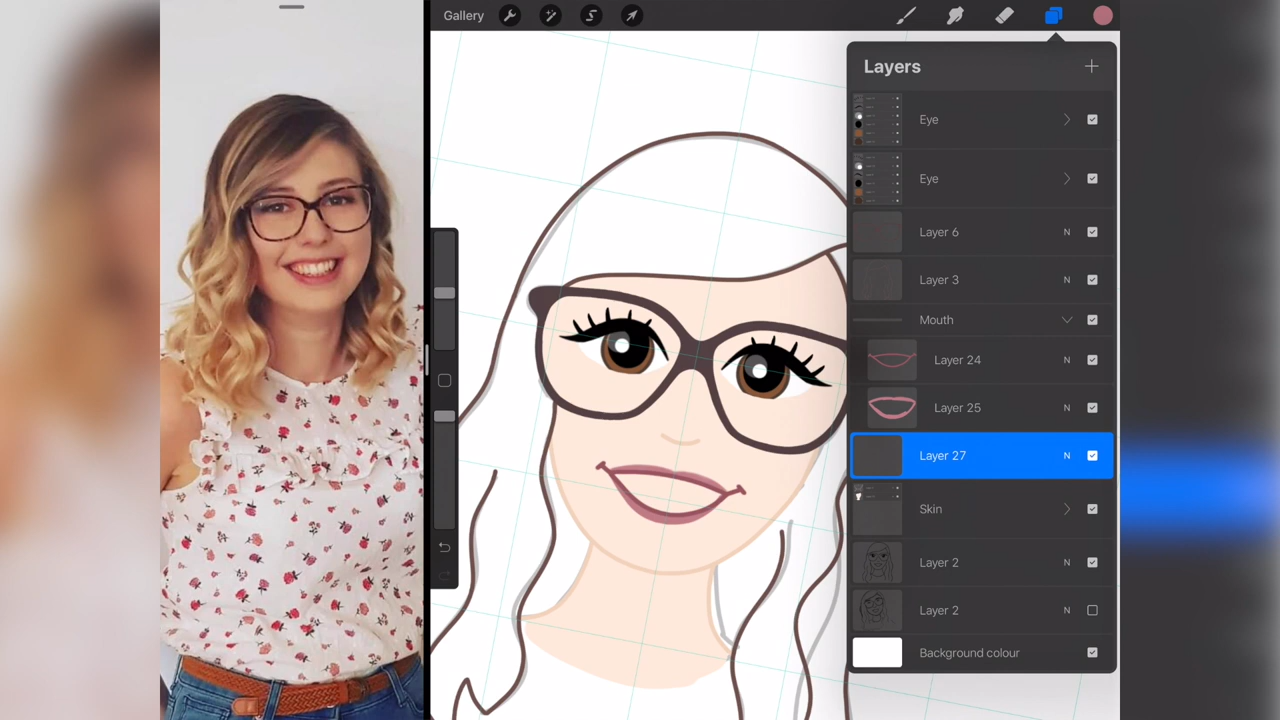 Gallery
Layers
Eye
Eye
Layer 6 N
Layer 3 N
Mouth
Layer 24 N
Layer 25 N
Layer 27 N
Skin
Layer 2 N
Layer 2 N
Background colour